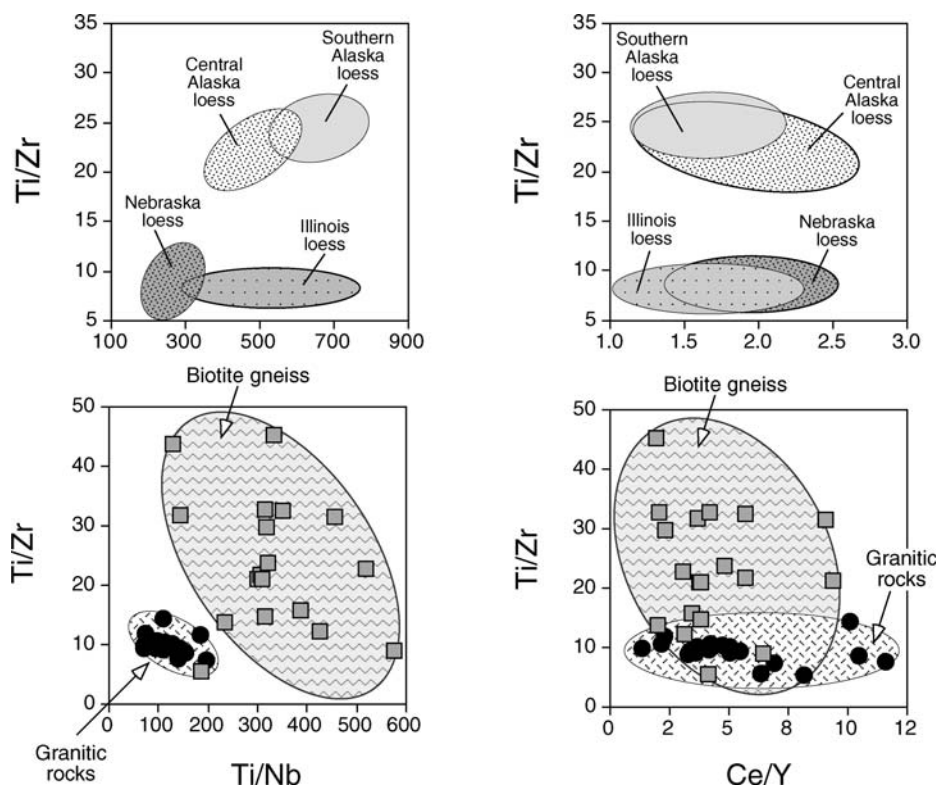 35
30
25
20
15
10
5
100
300
500
700
900
Ti/Zr
Central
Alaska
loess
Southern
Alaska
loess
Nebraska
loess
Illinois
loess
35
30
25
20
15
10
5
1.0
1.5
2.0
2.5
3.0
Ti/Zr
Southern
Alaska
loess
Central
Alaska
loess
Illinois
loess
Nebraska
loess
Biotite gneiss
50
40
30
20
10
0
0
100
200
300
400
500
600
Ti/Zr
Granitic
rocks
Ti/Nb
Biotite gneiss
50
40
30
20
10
0
0
2
5
8
10
12
Ti/Zr
Granitic
rocks
Ce/Y